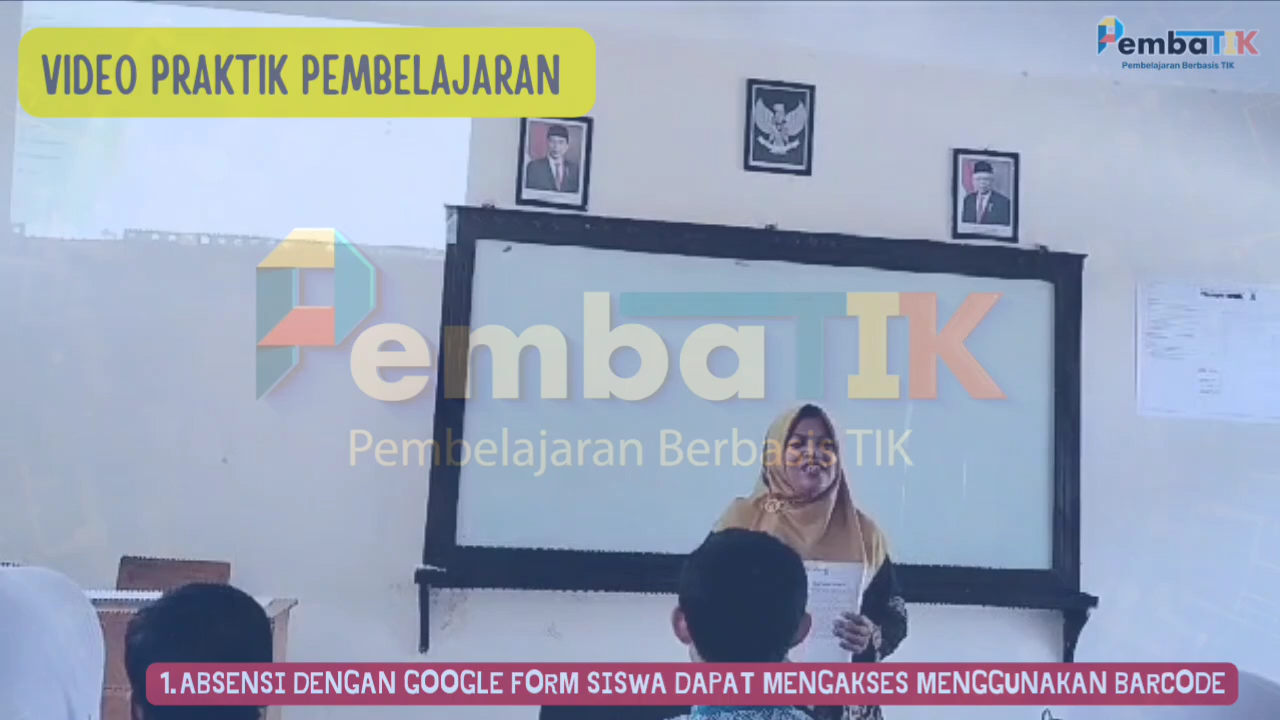 VIDEO PRAKTIK PEMBELAJARAN
PembaTIK
Pembelajaran Berbasis TIK
PembaTIK
Pembelajaran Berbasis TIK
1. ABSENSI DENGAN GOOGLE FORM SISWA DAPAT MENGAKSES MENGGUNAKAN BARCODE